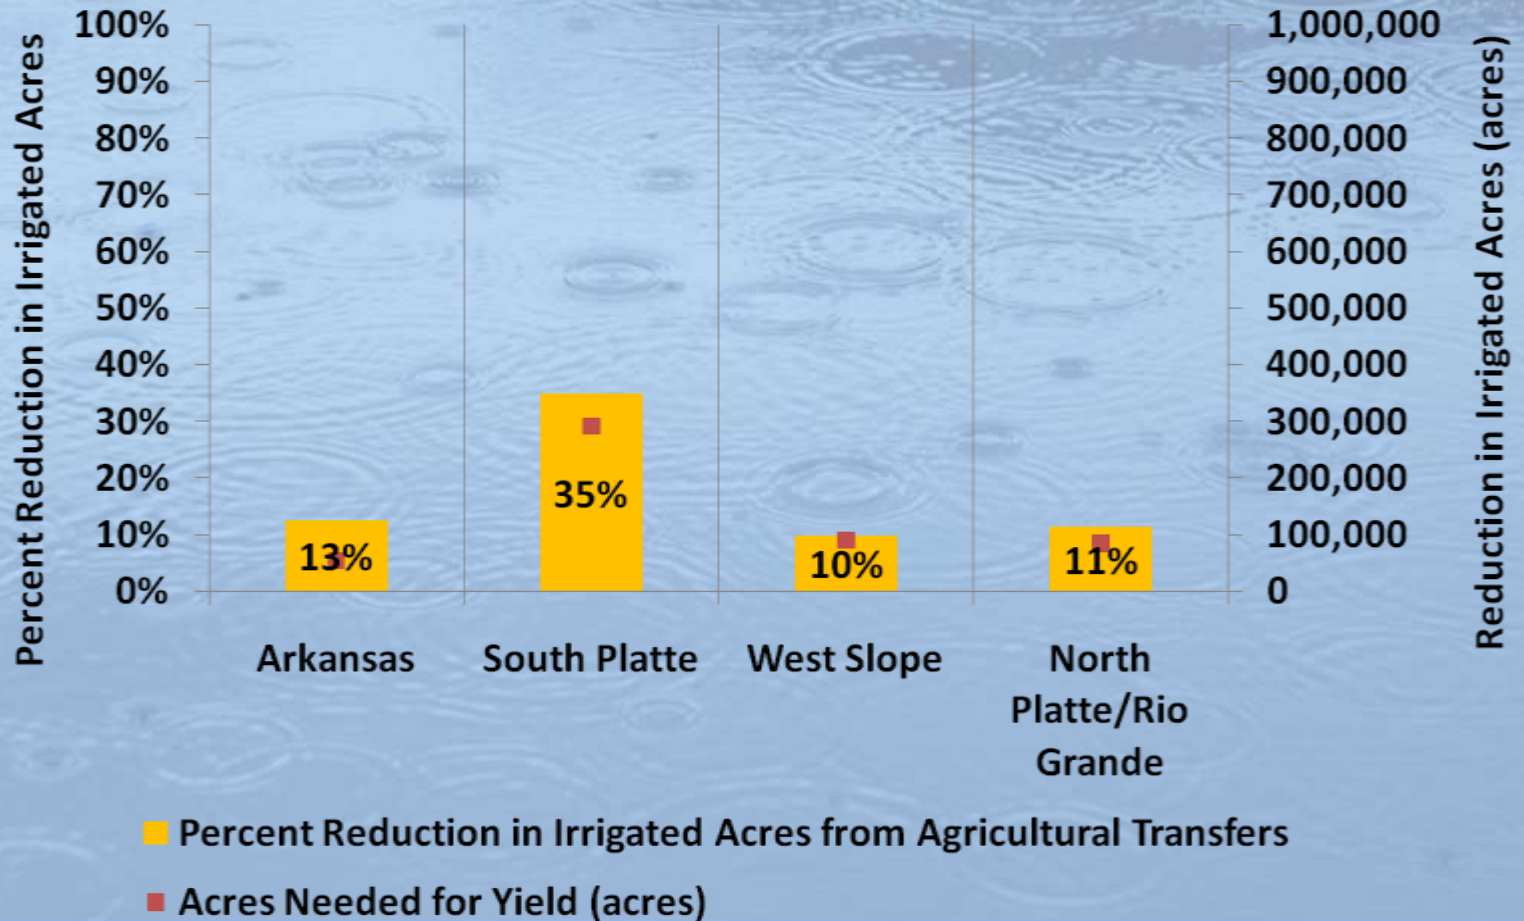 Percent Reduction in Irrigated Acres
100%
90%
80%
70%
60%
50%
40%
30%
20%
10%
0%
13%
35%
10%
11%
1,000,000
900,000
800,000
700,000
600,000
500,000
400,000
300,000
200,000
100,000
0
Reduction in Irrigated Acres (acres)
Arkansas
South Platte
West Slope
North
Platte/Rio
Grande
Percent Reduction in Irrigated Acres from Agricultural Transfers
Acres Needed for Yield (acres)